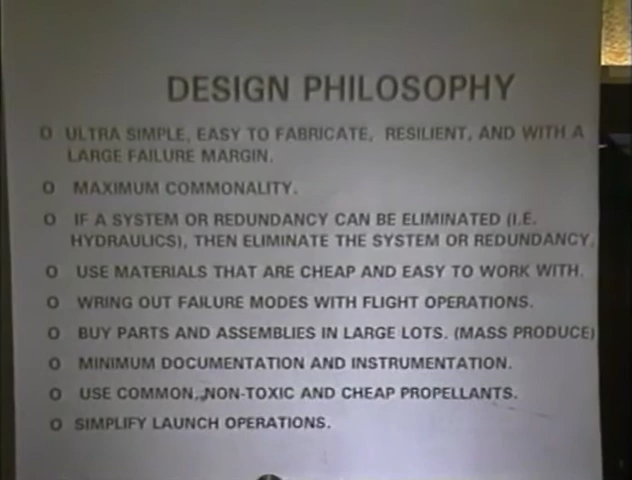 DESIGN PHILOSOPHY
O ULTRA SIMPLE, EASY TO FABRICATE, RESILIENT, AND WITH A
LARGE FAILURE MARGIN.
O MAXIMUM COMMONALITY.
O IF A SYSTEM OR REDUNDANCY CAN BE ELIMINATED (I.E.
HYDRAULICS), THEN ELIMINATE THE SYSTEM OR REDUNDANCY.
O USE MATERIALS THAT ARE CHEAP AND EASY TO WORK WITH.
O WRING OUT FAILURE MODES WITH FLIGHT OPERATIONS.
O BUY PARTS AND ASSEMBLIES IN LARGE LOTS. (MASS PRODUCE)
O MINIMUM DOCUMENTATION AND INSTRUMENTATION.
O USE COMMON, NON-TOXIC AND CHEAP PROPELLANTS.
O SIMPLIFY LAUNCH OPERATIONS.